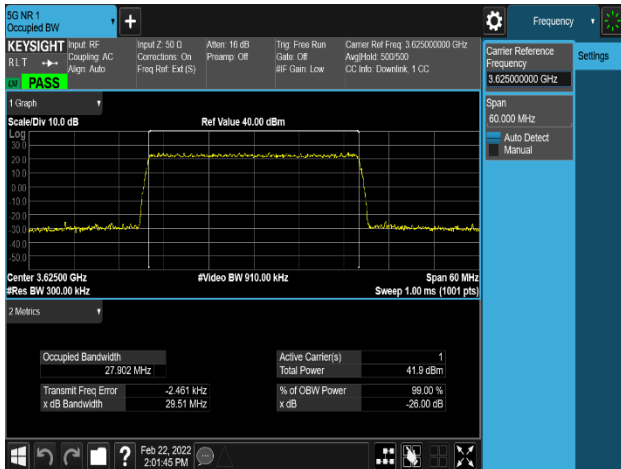 5G NR 1
Occupied BW
Frequency
KEYSIGHT
R L T
PASS
Input: RF
Coupling: AC
Align: Auto
Input Z: 50 Ω
Corrections: On
Freq Ref: Ext (S)
Atten: 16 dB
Preamp: Off
Trig: Free Run
Gate: Off
#IF Gain: Low
Carrier Ref Freq: 3.625000000 GHz
Avg|Hold: 500/500
CC Info: Downlink, 1 CC
Carrier Reference
Frequency
3.625000000 GHz
Settings
Span
60.000 MHz
Auto Detect
Manual
1 Graph
Scale/Div 10.0 dB
Ref Value 40.00 dBm
Log
30.0
20.0
10.0
0.00
-10.0
-20.0
-30.0
-40.0
-50.0
Center 3.62500 GHz
#Video BW 910.00 kHz
Span 60 MHz
#Res BW 300.00 kHz
Sweep 1.00 ms (1001 pts)
2 Metrics
Occupied Bandwidth
27.902 MHz
Active Carrier(s) 1
Total Power 41.9 dBm
Transmit Freq Error -2.461 kHz
% of OBW Power 99.00 %
x dB Bandwidth 29.51 MHz
x dB -26.00 dB
Feb 22, 2022
2:01:45 PM